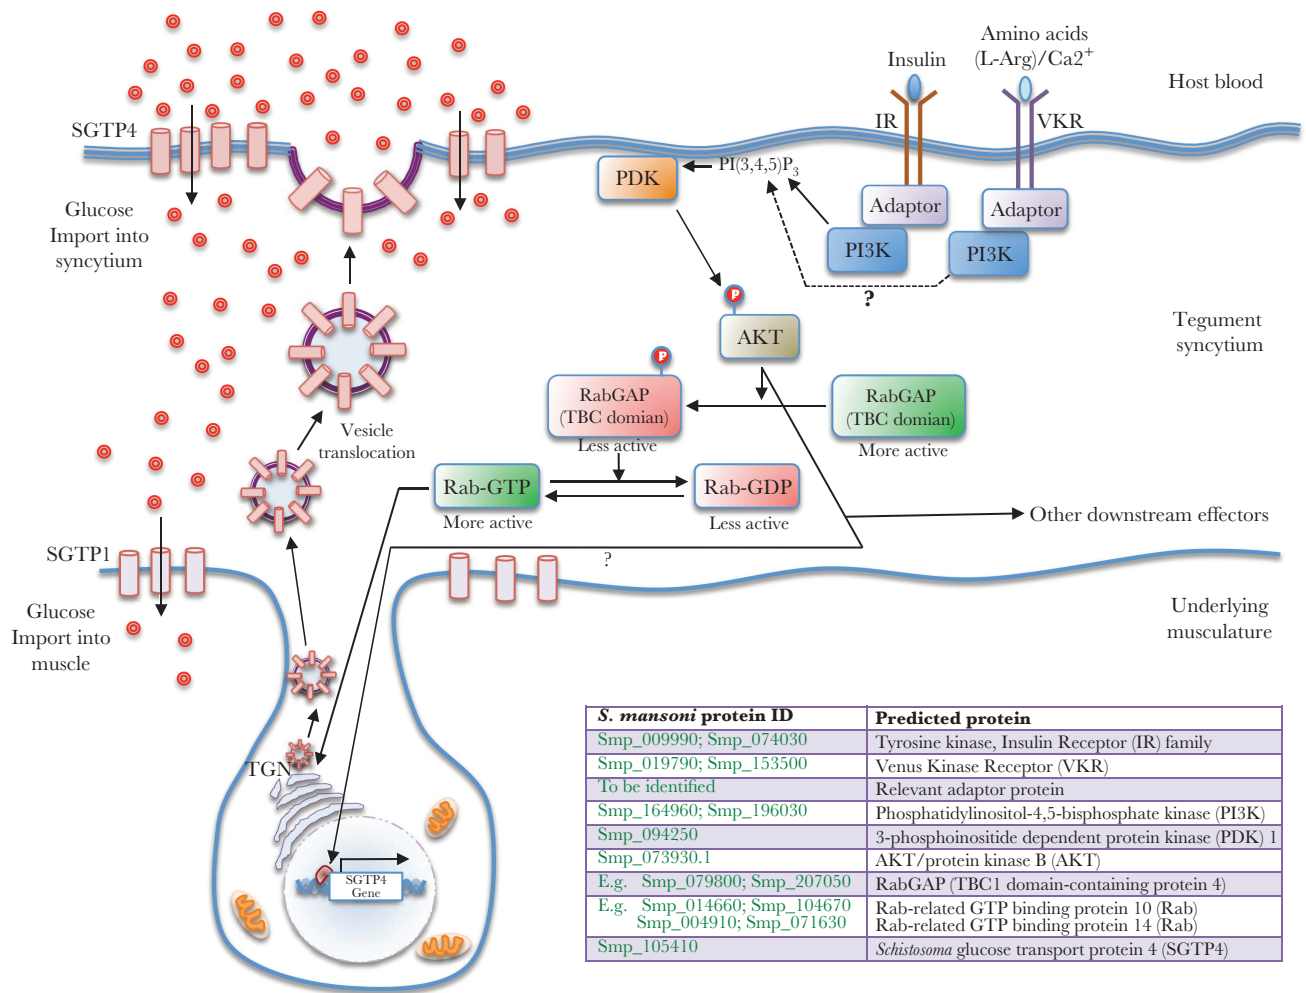 Amino acids
(L-Arg)/Ca2+
Insulin
Host blood
SGTP4
IR
VKR
PDK
PI(3,4,5)P3
Adaptor
Adaptor
Glucose
Import into
syncytium
PI3K
PI3K
?
P
AKT
Tegument
syncytium
P
RabGAP
(TBC domian)
Less active
RabGAP
(TBC domian)
More active
Vesicle
translocation
Rab-GTP
More active
Rab-GDP
Less active
Other downstream effectors
SGTP1
?
Glucose
Import into
muscle
Underlying
musculature
TGN
SGTP4
Gene
S. mansoni protein ID Predicted protein
Smp_009990; Smp_074030 Tyrosine kinase, Insulin Receptor (IR) family
Smp_019790; Smp_153500 Venus Kinase Receptor (VKR)
To be identified Relevant adaptor protein
Smp_164960; Smp_196030 Phosphatidylinositol-4,5-bisphosphate kinase (PI3K)
Smp_094250 3-phosphoinositide dependent protein kinase (PDK) 1
Smp_073930.1 AKT/protein kinase B (AKT)
E.g. Smp_079800; Smp_207050 RabGAP (TBC1 domain-containing protein 4)
E.g. Smp_014660; Smp_104670 Rab-related GTP binding protein 10 (Rab)
Smp_004910; Smp_071630 Rab-related GTP binding protein 14 (Rab)
Smp_105410 Schistosoma glucose transport protein 4 (SGTP4)